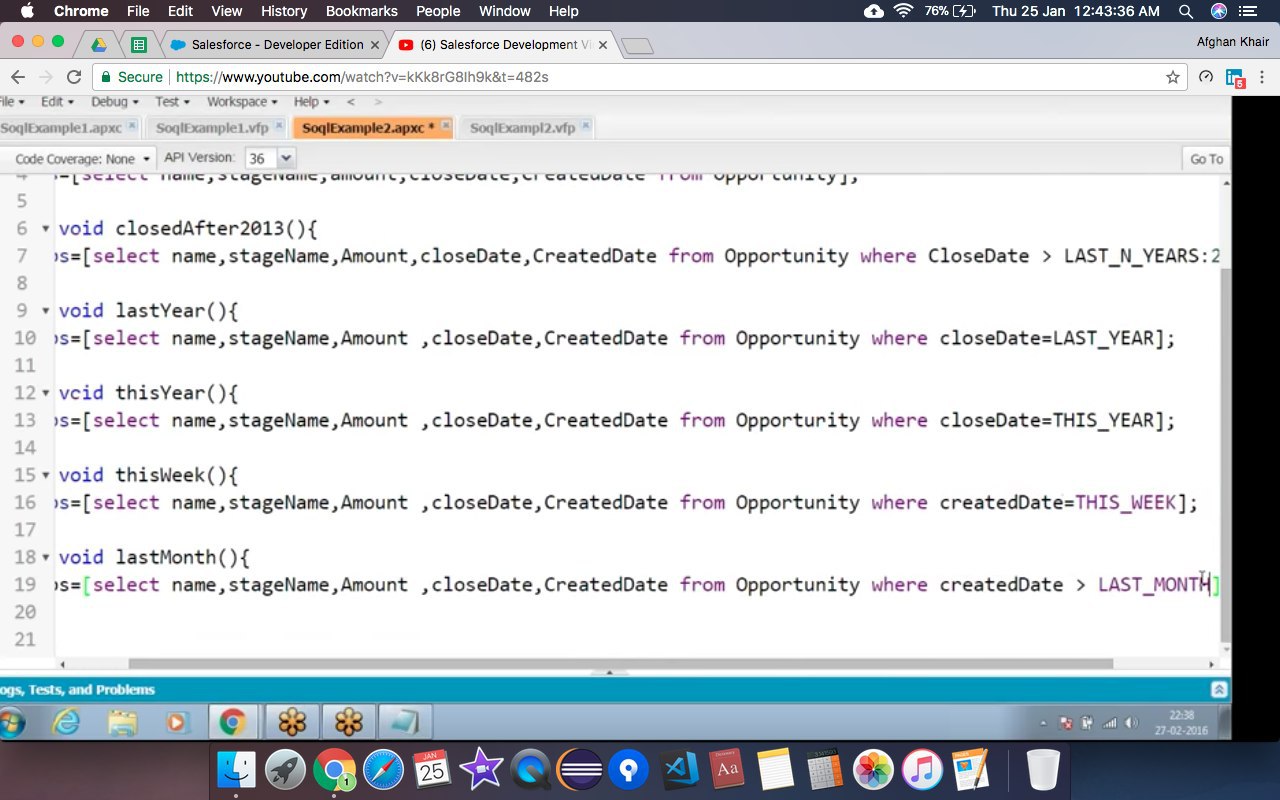 Chrome File Edit View History Bookmarks People Window Help 76% Thu 25 Jan 12:43:36 AM
Salesforce - Developer Edition × (6) Salesforce Development Vi × Afghan Khair
Secure https://www.youtube.com/watch?v=kKk8rG8lh9k&t=482s
ile Edit Debug Test Workspace Help < >
SoqlExample1.apxc SoqlExample1.vfp SoqlExample2.apxc * SoqlExampl2.vfp
Code Coverage: None API Version: 36 Go To
4 s=[select name,stageName,amount,closeDate,CreatedDate from Opportunity];
5
6 void closedAfter2013(){
7 os=[select name,stageName,Amount,closeDate,CreatedDate from Opportunity where CloseDate > LAST_N_YEARS:2
8
9 void lastYear(){
10 os=[select name,stageName,Amount ,closeDate,CreatedDate from Opportunity where closeDate=LAST_YEAR];
11
12 void thisYear(){
13 os=[select name,stageName,Amount ,closeDate,CreatedDate from Opportunity where closeDate=THIS_YEAR];
14
15 void thisWeek(){
16 os=[select name,stageName,Amount ,closeDate,CreatedDate from Opportunity where createdDate=THIS_WEEK];
17
18 void lastMonth(){
19 os=[select name,stageName,Amount ,closeDate,CreatedDate from Opportunity where createdDate > LAST_MONTH]
20
21
ogs, Tests, and Problems
22:38
27-02-2016
JAN
25
1
Aa
5